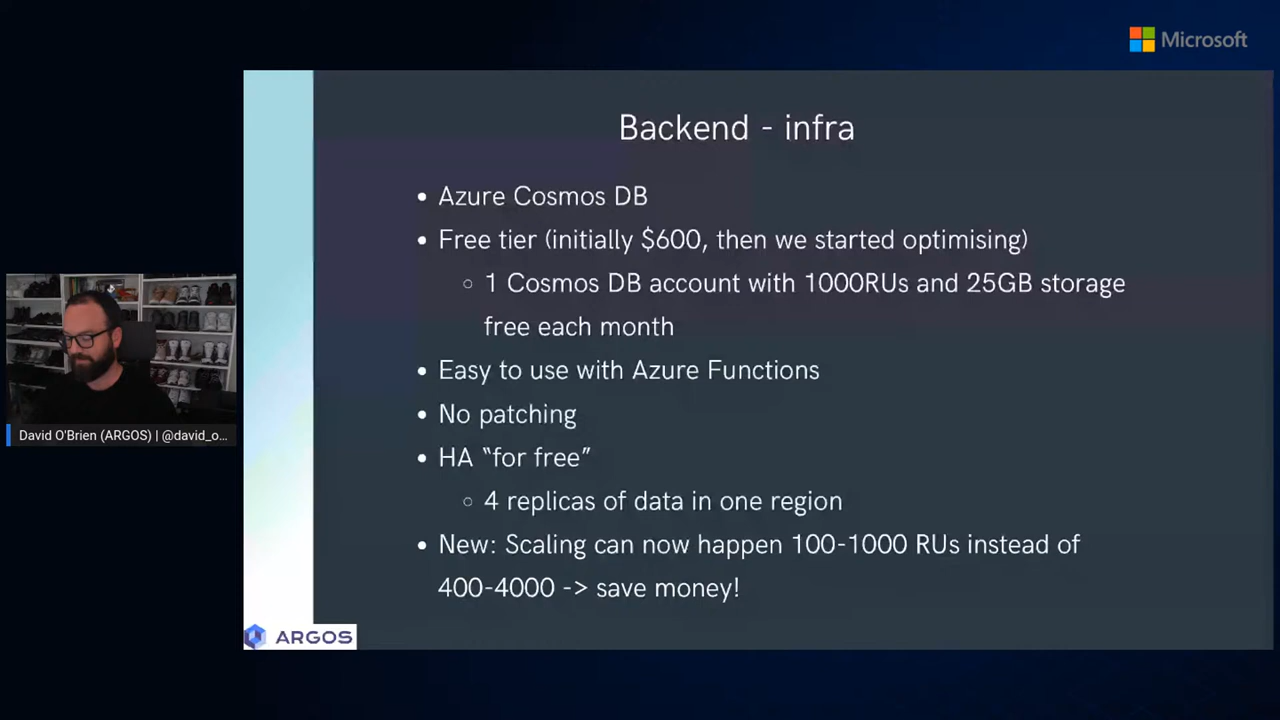 Microsoft
Backend - infra
• Azure Cosmos DB
• Free tier (initially $600, then we started optimising)
○ 1 Cosmos DB account with 1000RUs and 25GB storage
free each month
• Easy to use with Azure Functions
• No patching
• HA “for free”
○ 4 replicas of data in one region
• New: Scaling can now happen 100-1000 RUs instead of
400-4000 -> save money!
David O'Brien (ARGOS) | @david_o...
ARGOS